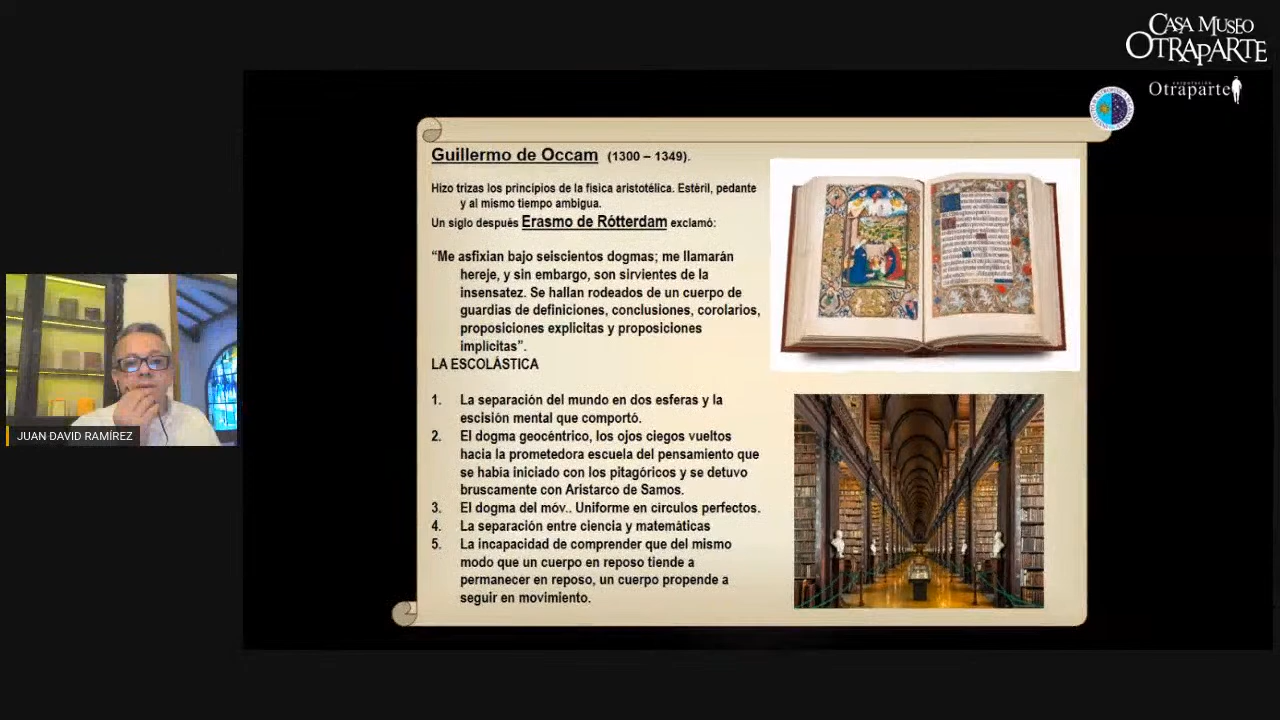 CASA MUSEO
OTRAPARTE
CORPORACIÓN
Otraparte
Guillermo de Occam (1300 – 1349).
Hizo trizas los principios de la física aristotélica. Estéril, pedante
y al mismo tiempo ambigua.
Un siglo después Erasmo de Rótterdam exclamó:
“Me asfixian bajo seiscientos dogmas; me llamarán
hereje, y sin embargo, son sirvientes de la
insensatez. Se hallan rodeados de un cuerpo de
guardias de definiciones, conclusiones, corolarios,
proposiciones explícitas y proposiciones
implícitas”.
LA ESCOLÁSTICA
1. La separación del mundo en dos esferas y la
escisión mental que comportó.
2. El dogma geocéntrico, los ojos ciegos vueltos
hacia la prometedora escuela del pensamiento que
se había iniciado con los pitagóricos y se detuvo
bruscamente con Aristarco de Samos.
3. El dogma del móv.. Uniforme en círculos perfectos.
4. La separación entre ciencia y matemáticas
5. La incapacidad de comprender que del mismo
modo que un cuerpo en reposo tiende a
permanecer en reposo, un cuerpo propende a
seguir en movimiento.
JUAN DAVID RAMÍREZ